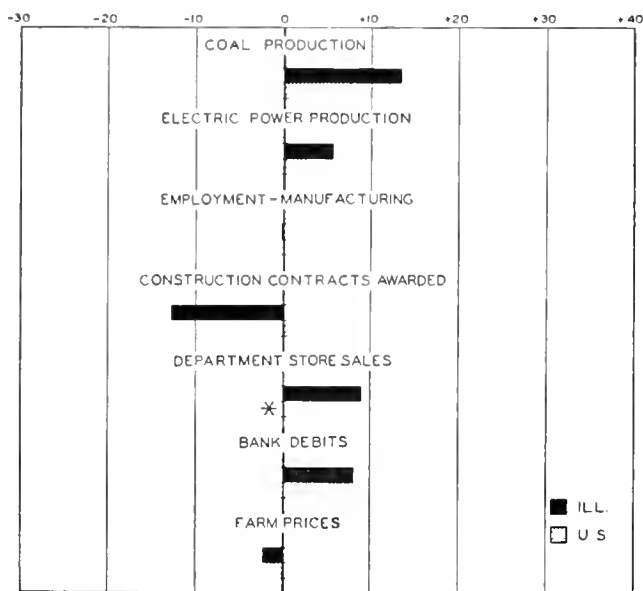 -30 -20 -10 0 +10 +20 +30 +40
COAL PRODUCTION
ELECTRIC POWER PRODUCTION
EMPLOYMENT-MANUFACTURING
CONSTRUCTION CONTRACTS AWARDED
DEPARTMENT STORE SALES
*
BANK DEBITS
FARM PRICES
ILL.
U S